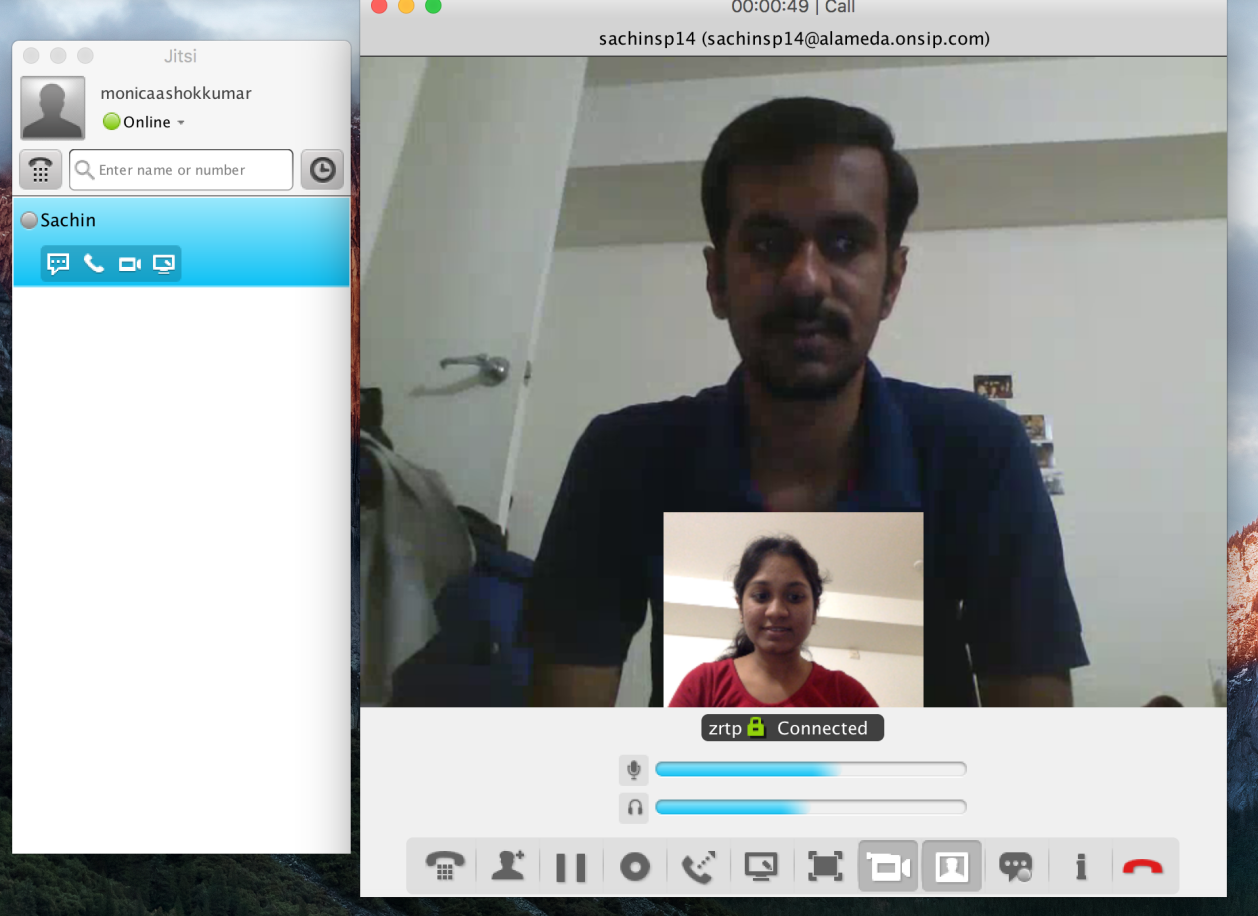 Jitsi
monicaashokkumar
Online
Enter name or number
Sachin
00:00:49 | Call
sachinsp14 (sachinsp14@alameda.onsip.com)
zrtp Connected